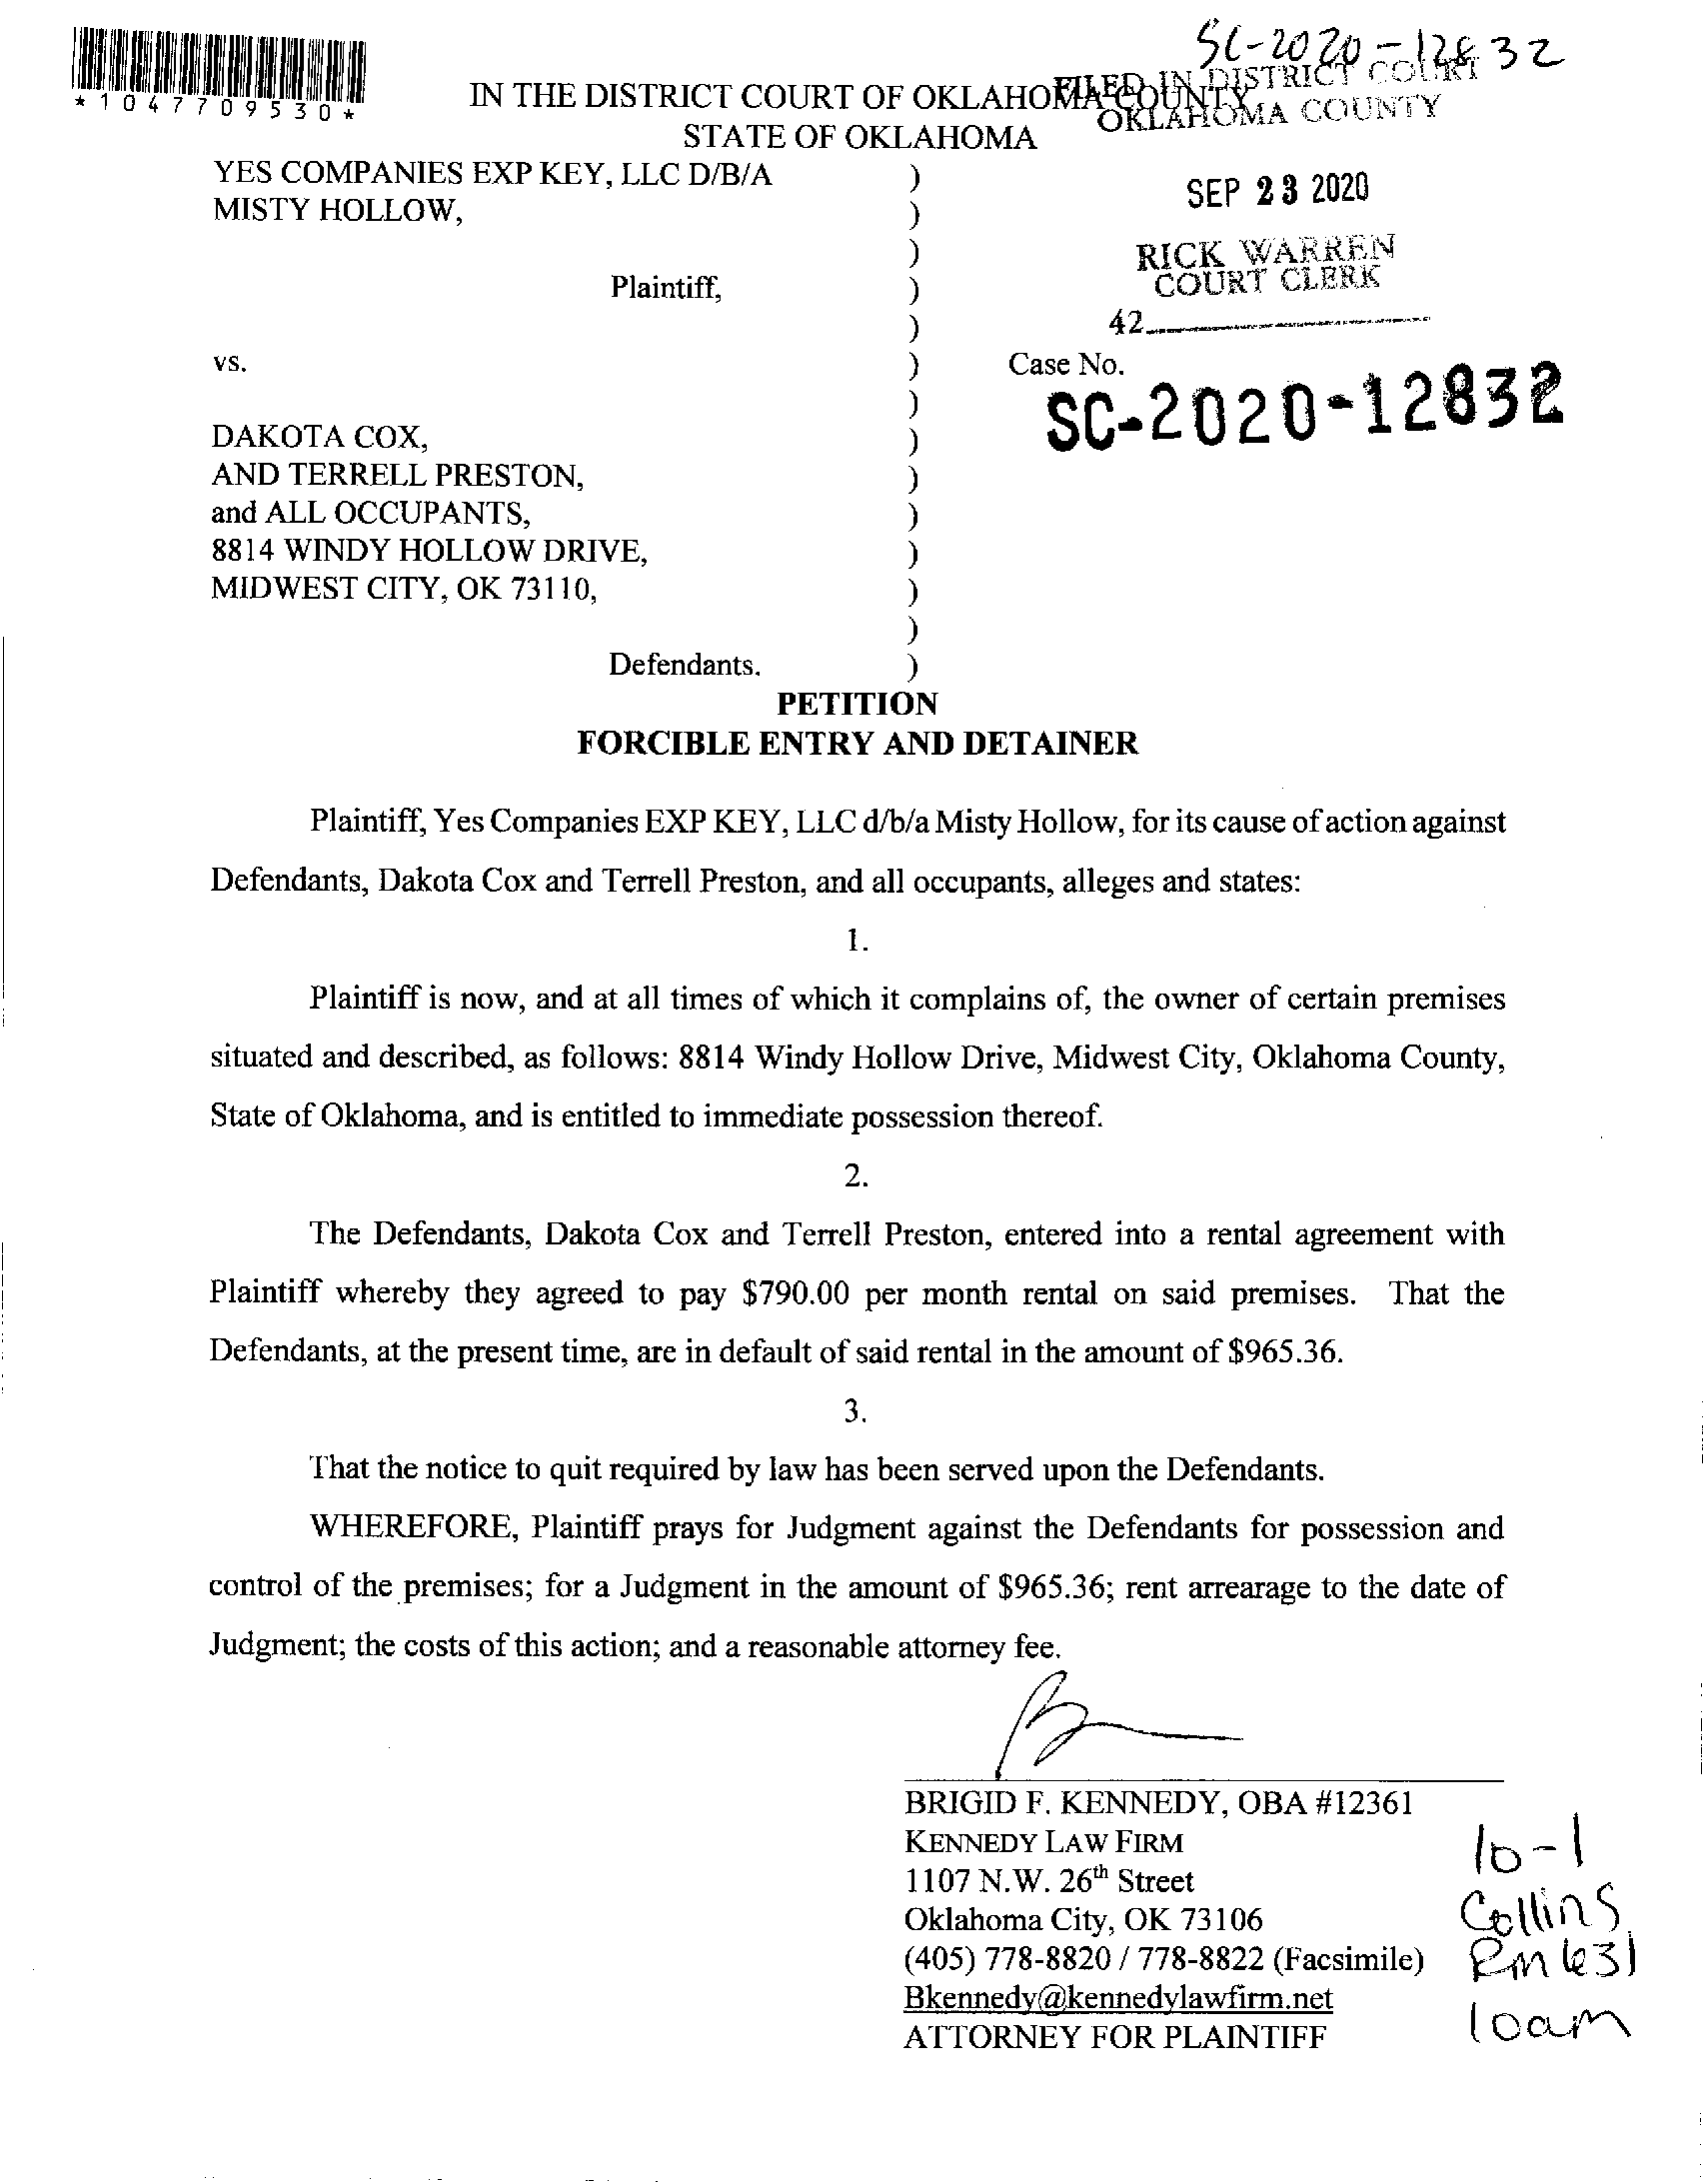 SC-2020-12832
*1047709530*
IN THE DISTRICT COURT OF OKLAHOMA COUNTY
STATE OF OKLAHOMA
FILED IN DISTRICT COURT
OKLAHOMA COUNTY
SEP 23 2020
RICK WARREN
COURT CLERK
42
YES COMPANIES EXP KEY, LLC D/B/A )
MISTY HOLLOW, )
)
Plaintiff, )
)
vs. ) Case No.
SC-2020-12832
)
DAKOTA COX, )
AND TERRELL PRESTON, )
and ALL OCCUPANTS, )
8814 WINDY HOLLOW DRIVE, )
MIDWEST CITY, OK 73110, )
)
Defendants. )
PETITION
FORCIBLE ENTRY AND DETAINER
Plaintiff, Yes Companies EXP KEY, LLC d/b/a Misty Hollow, for its cause of action against
Defendants, Dakota Cox and Terrell Preston, and all occupants, alleges and states:
1.
Plaintiff is now, and at all times of which it complains of, the owner of certain premises
situated and described, as follows: 8814 Windy Hollow Drive, Midwest City, Oklahoma County,
State of Oklahoma, and is entitled to immediate possession thereof.
2.
The Defendants, Dakota Cox and Terrell Preston, entered into a rental agreement with
Plaintiff whereby they agreed to pay $790.00 per month rental on said premises. That the
Defendants, at the present time, are in default of said rental in the amount of $965.36.
3.
That the notice to quit required by law has been served upon the Defendants.
WHEREFORE, Plaintiff prays for Judgment against the Defendants for possession and
control of the premises; for a Judgment in the amount of $965.36; rent arrearage to the date of
Judgment; the costs of this action; and a reasonable attorney fee.
BRIGID F. KENNEDY, OBA #12361
KENNEDY LAW FIRM
1107 N.W. 26th Street
Oklahoma City, OK 73106
(405) 778-8820 / 778-8822 (Facsimile)
Bkennedy@kennedylawfirm.net
ATTORNEY FOR PLAINTIFF
10-1
Collins
Rm 631
10am